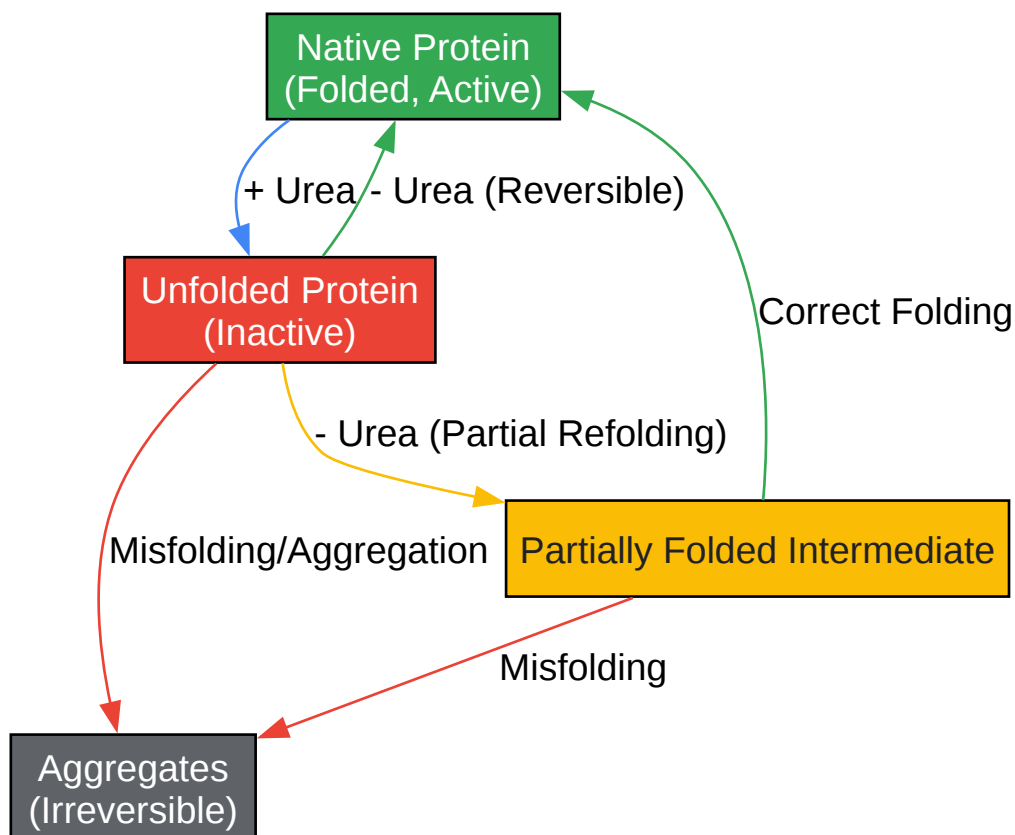 Native Protein
(Folded, Active)
+ Urea
- Urea (Reversible)
Unfolded Protein
(Inactive)
Correct Folding
- Urea (Partial Refolding)
Misfolding/Aggregation
Partially Folded Intermediate
Misfolding
Aggregates
(Irreversible)